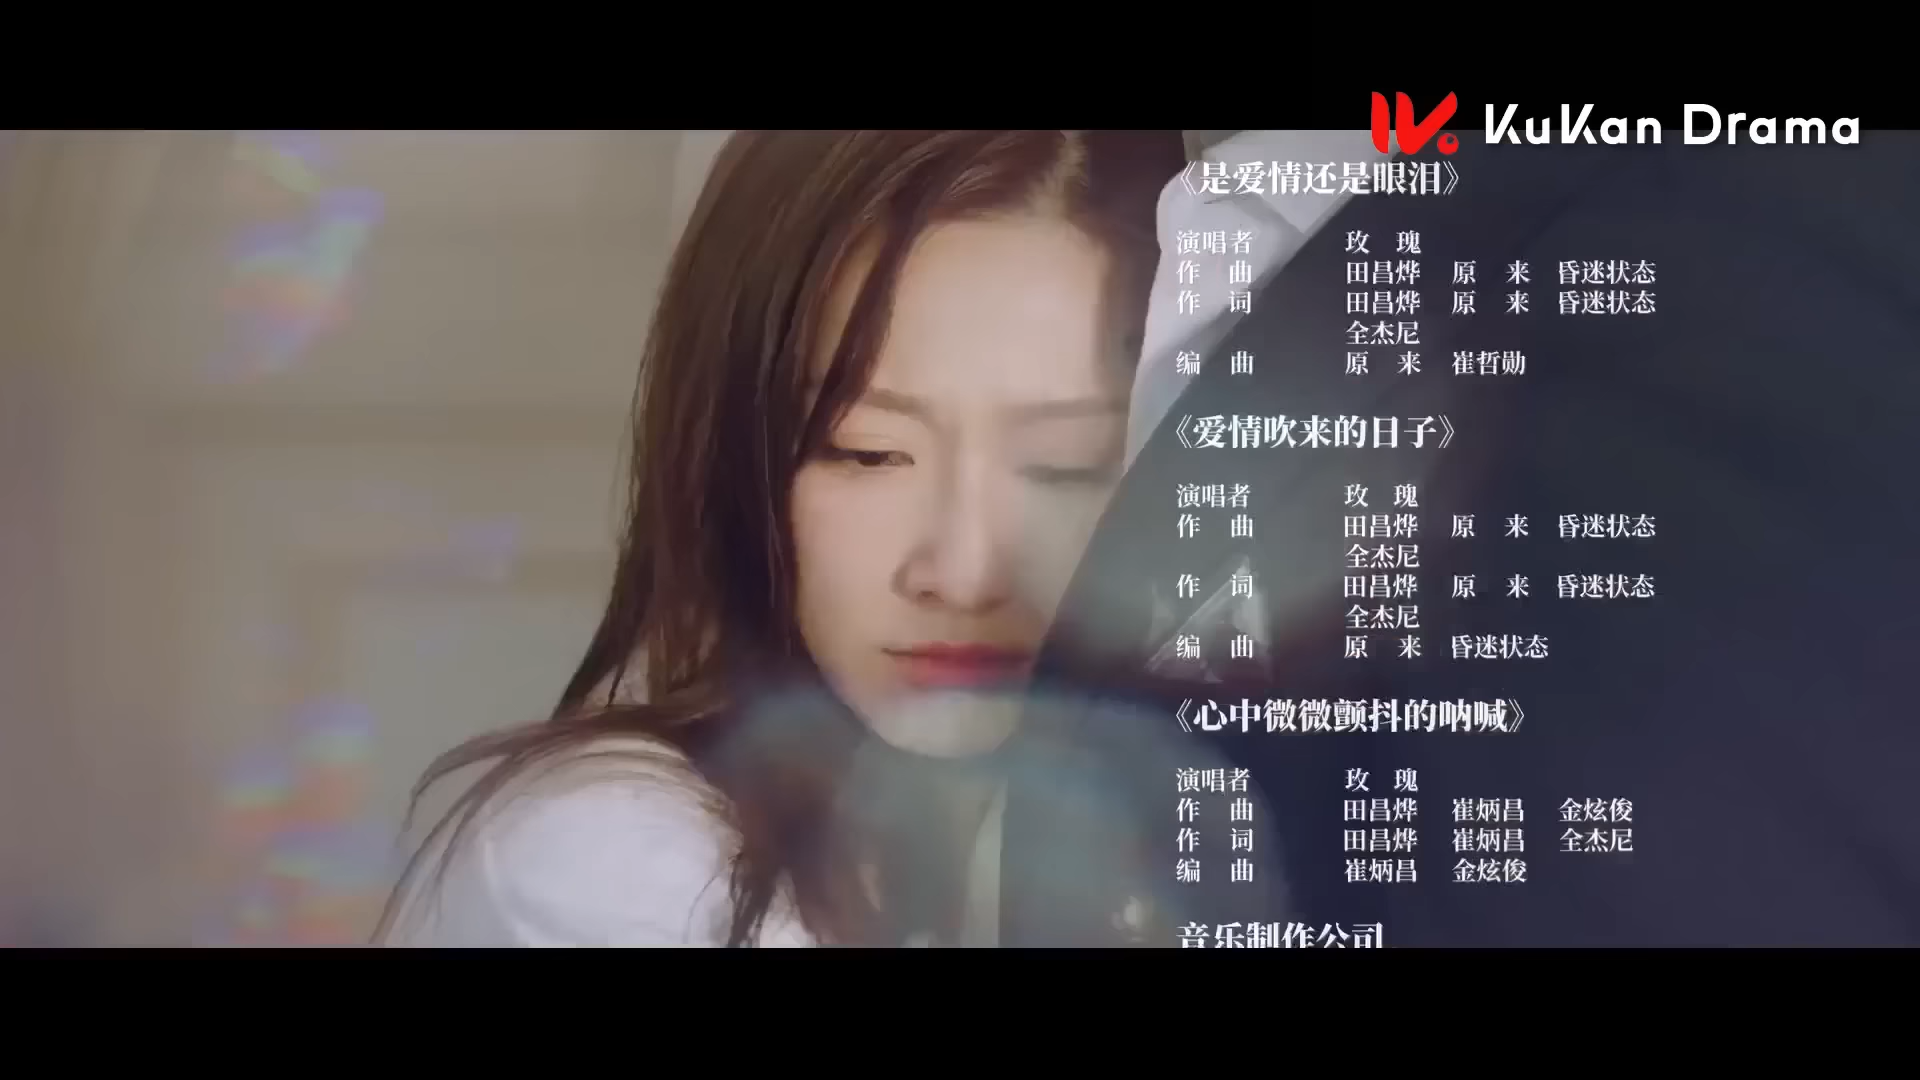 KuKan Drama
《是爱情还是眼泪》
演唱者 玫 瑰
作 曲 田昌烨 原 来 昏迷状态
作 词 田昌烨 原 来 昏迷状态
全杰尼
编 曲 原 来 崔哲勋
《爱情吹来的日子》
演唱者 玫 瑰
作 曲 田昌烨 原 来 昏迷状态
全杰尼
作 词 田昌烨 原 来 昏迷状态
全杰尼
编 曲 原 来 昏迷状态
《心中微微颤抖的呐喊》
演唱者 玫 瑰
作 曲 田昌烨 崔炳昌 金炫俊
作 词 田昌烨 崔炳昌 全杰尼
编 曲 崔炳昌 金炫俊
音乐制作公司